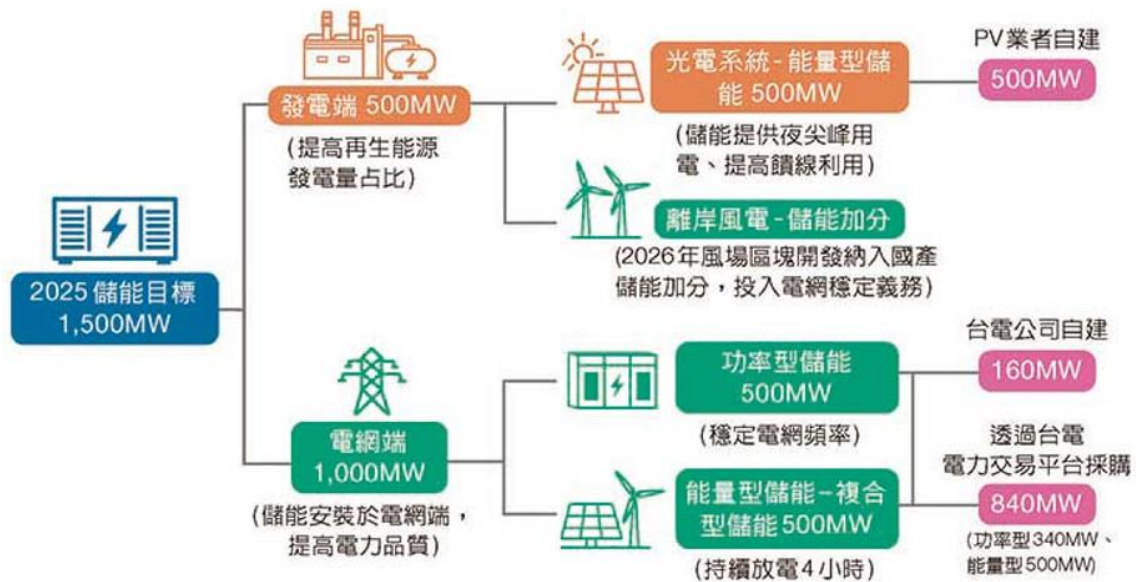 2025儲能目標
1,500MW
發電端 500MW
(提高再生能源
發電量占比)
光電系統-能量型儲
能 500MW
(儲能提供夜尖峰用
電、提高饋線利用)
PV業者自建
500MW
離岸風電-儲能加分
(2026年風場區塊開發納入國產
儲能加分，投入電網穩定義務)
電網端
1,000MW
(儲能安裝於電網端，
提高電力品質)
功率型儲能
500MW
(穩定電網頻率)
能量型儲能-複合
型儲能500MW
(持續放電4小時)
台電公司自建
160MW
透過台電
電力交易平台採購
840MW
(功率型340MW、
能量型500MW)